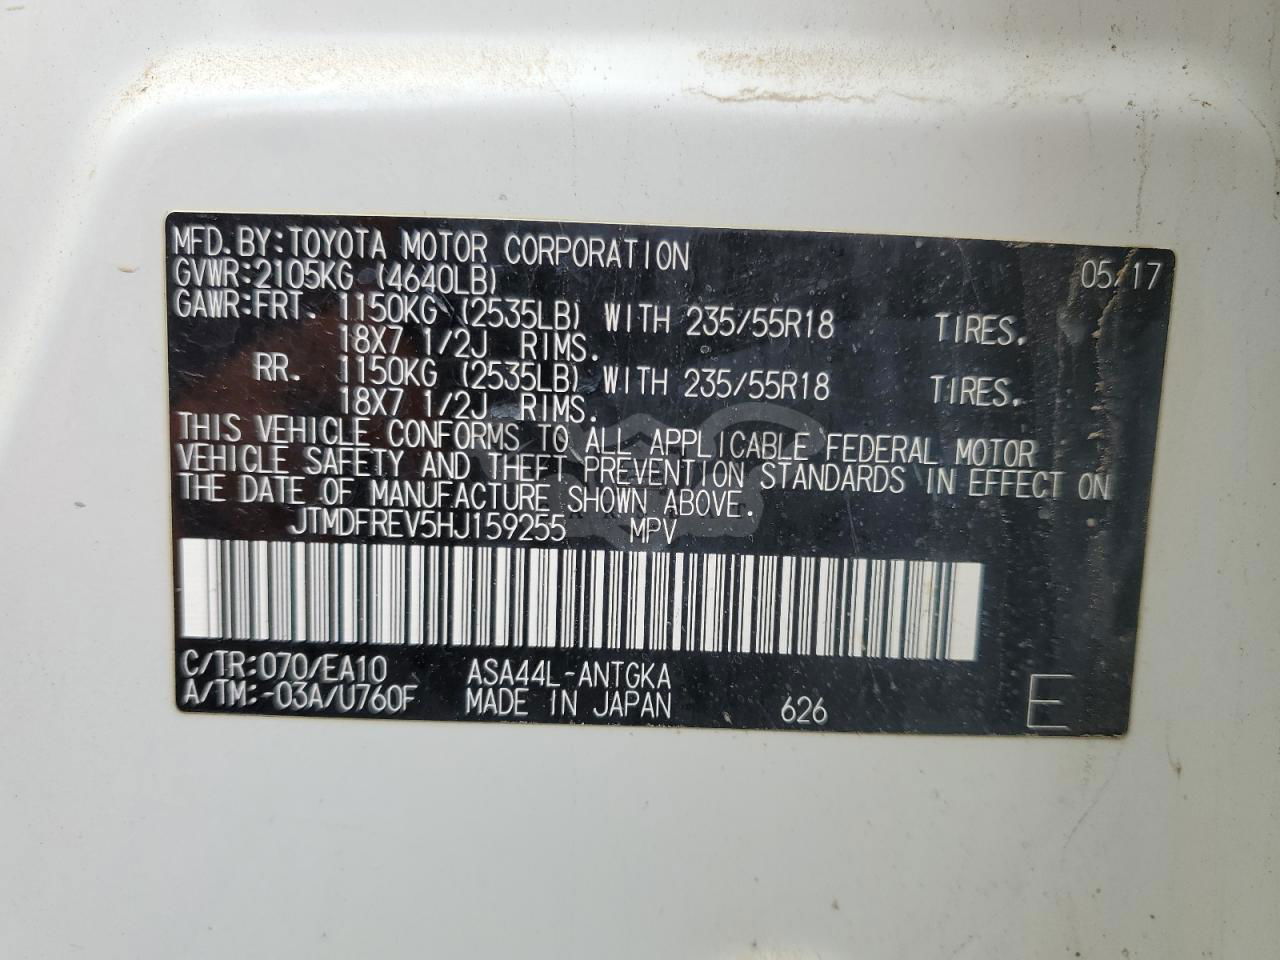 MFD.BY:TOYOTA MOTOR CORPORATION 05/17
GVWR:2105KG (4640LB)
GAWR:FRT. 1150KG (2535LB) WITH 235/55R18 TIRES.
18X7 1/2J RIMS.
RR. 1150KG (2535LB) WITH 235/55R18 TIRES.
18X7 1/2J RIMS.
THIS VEHICLE CONFORMS TO ALL APPLICABLE FEDERAL MOTOR
VEHICLE SAFETY AND THEFT PREVENTION STANDARDS IN EFFECT ON
THE DATE OF MANUFACTURE SHOWN ABOVE.
JTMDFREV5HJ159255 MPV
C/TR:070/EA10 ASA44L-ANTGKA
A/TM:-03A/U760F MADE IN JAPAN 626 E